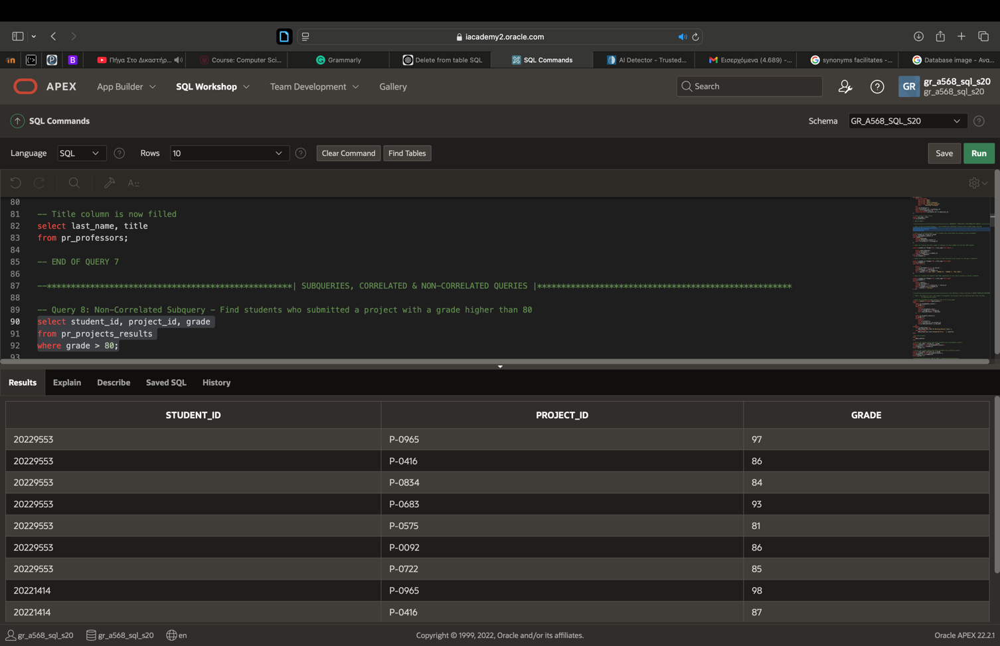 iacademy2.oracle.com
Πήγα Στο Δικαστήρ...
Course: Computer Sci...
Grammarly
Delete from table SQL
SQL Commands
AI Detector - Trusted...
Εισερχόμενα (4.689) -...
synonyms facilitates -...
Database image - Ava...
APEX
App Builder
SQL Workshop
Team Development
Gallery
Search
GR
gr_a568_sql_s20
gr_a568_sql_s20
SQL Commands
Schema
GR_A568_SQL_S20
Language
SQL
Rows
10
Clear Command
Find Tables
Save
Run
80
81 -- Title column is now filled
82 select last_name, title
83 from pr_professors;
84
85 -- END OF QUERY 7
86
87 --***************************************************| SUBQUERIES, CORRELATED & NON-CORRELATED QUERIES |*****************************************************
88
89 -- Query 8: Non-Correlated Subquery - Find students who submitted a project with a grade higher than 80
90 select student_id, project_id, grade
91 from pr_projects_results
92 where grade > 80;
93
Results Explain Describe Saved SQL History
STUDENT_ID PROJECT_ID GRADE
20229553 P-0965 97
20229553 P-0416 86
20229553 P-0834 84
20229553 P-0683 93
20229553 P-0575 81
20229553 P-0092 86
20229553 P-0722 85
20221414 P-0965 98
20221414 P-0416 87
gr_a568_sql_s20
gr_a568_sql_s20
en
Copyright © 1999, 2022, Oracle and/or its affiliates.
Oracle APEX 22.2.1